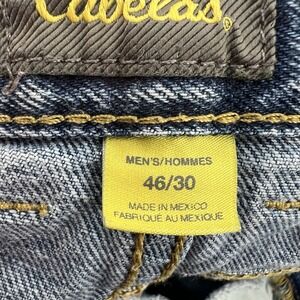 Cabelas
MEN'S/HOMMES
46/30
MADE IN MEXICO
FABRIQUÉ AU MEXIQUE